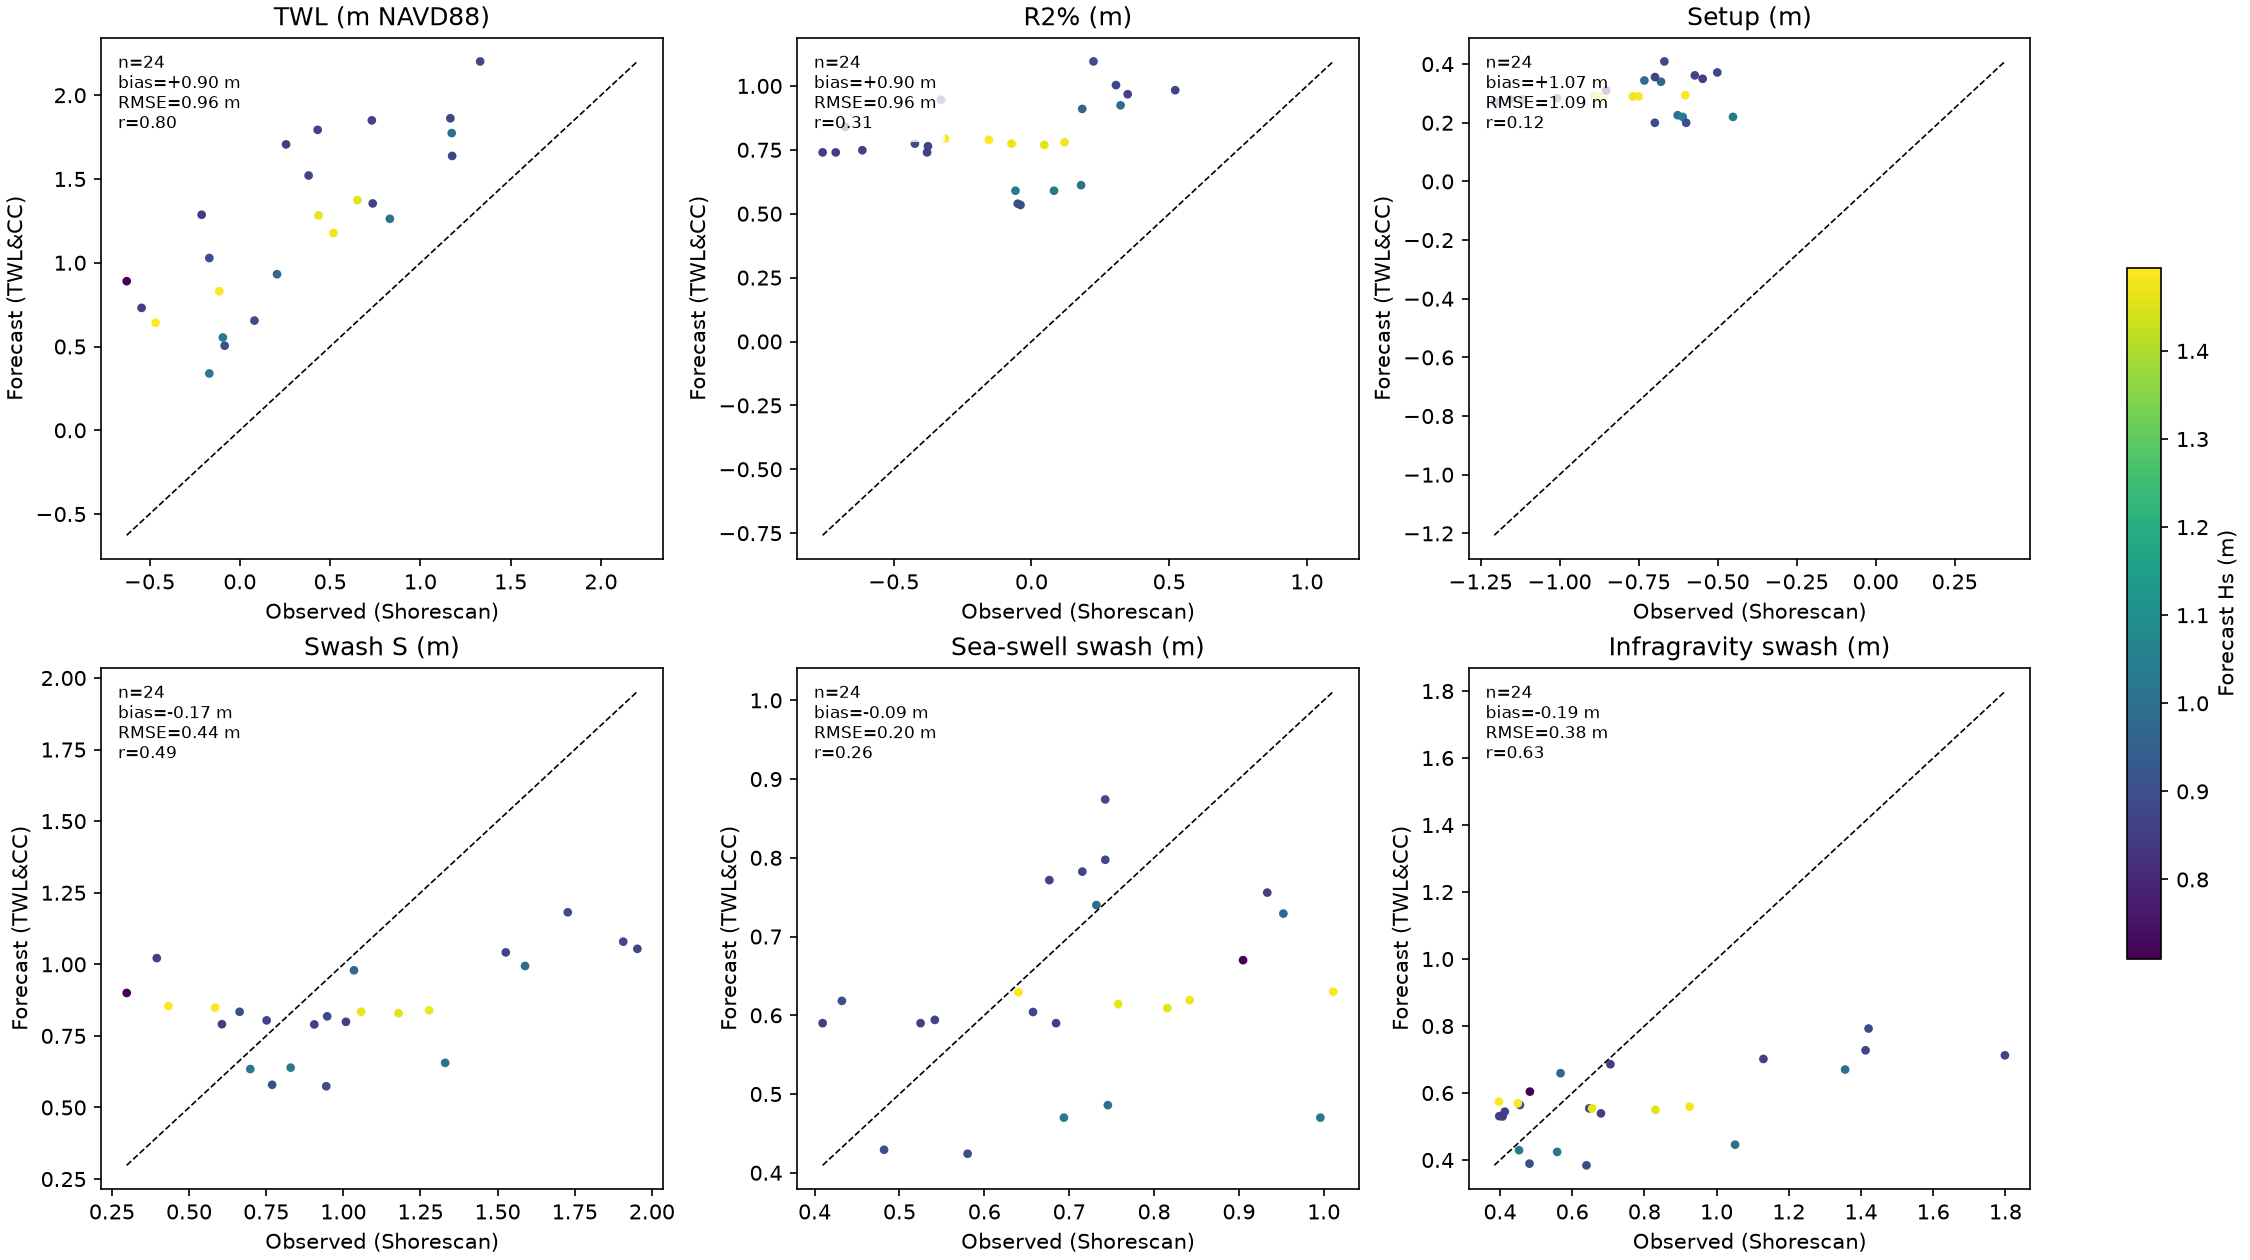 TWL (m NAVD88)
n=24
bias=+0.90 m
RMSE=0.96 m
r=0.80
2.0
1.5
1.0
0.5
0.0
−0.5
Forecast (TWL&CC)
−0.5 0.0 0.5 1.0 1.5 2.0
Observed (Shorescan)
R2% (m)
n=24
bias=+0.90 m
RMSE=0.96 m
r=0.31
1.00
0.75
0.50
0.25
0.00
−0.25
−0.50
−0.75
Forecast (TWL&CC)
−0.5 0.0 0.5 1.0
Observed (Shorescan)
Setup (m)
n=24
bias=+1.07 m
RMSE=1.09 m
r=0.12
0.4
0.2
0.0
−0.2
−0.4
−0.6
−0.8
−1.0
−1.2
Forecast (TWL&CC)
−1.25 −1.00 −0.75 −0.50 −0.25 0.00 0.25
Observed (Shorescan)
Swash S (m)
n=24
bias=-0.17 m
RMSE=0.44 m
r=0.49
2.00
1.75
1.50
1.25
1.00
0.75
0.50
0.25
Forecast (TWL&CC)
0.25 0.50 0.75 1.00 1.25 1.50 1.75 2.00
Observed (Shorescan)
Sea-swell swash (m)
n=24
bias=-0.09 m
RMSE=0.20 m
r=0.26
1.0
0.9
0.8
0.7
0.6
0.5
0.4
Forecast (TWL&CC)
0.4 0.5 0.6 0.7 0.8 0.9 1.0
Observed (Shorescan)
Infragravity swash (m)
n=24
bias=-0.19 m
RMSE=0.38 m
r=0.63
1.8
1.6
1.4
1.2
1.0
0.8
0.6
0.4
Forecast (TWL&CC)
0.4 0.6 0.8 1.0 1.2 1.4 1.6 1.8
Observed (Shorescan)
1.4
1.3
1.2
1.1
1.0
0.9
0.8
Forecast Hs (m)